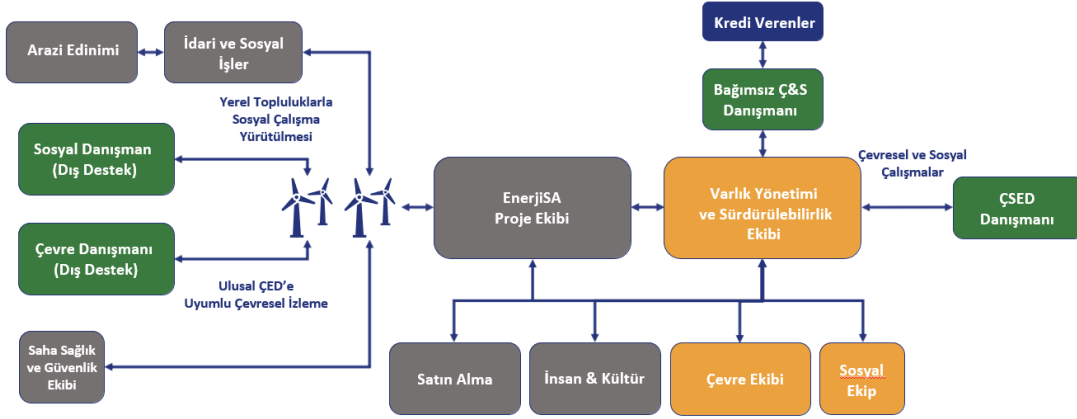 Kredi Verenler
Arazi Edinimi
İdari ve Sosyal
İşler
Bağımsız Ç&S
Danışmanı
Yerel Topluluklarla
Sosyal Çalışma
Yürütülmesi
Sosyal Danışman
(Dış Destek)
Çevresel ve Sosyal
Çalışmalar
EnerjiSA
Proje Ekibi
Varlık Yönetimi
ve Sürdürülebilirlik
Ekibi
ÇSED
Danışmanı
Çevre Danışmanı
(Dış Destek)
Ulusal ÇED’e
Uyumlu Çevresel İzleme
Saha Sağlık
ve Güvenlik
Ekibi
Satın Alma
İnsan & Kültür
Çevre Ekibi
Sosyal
Ekip